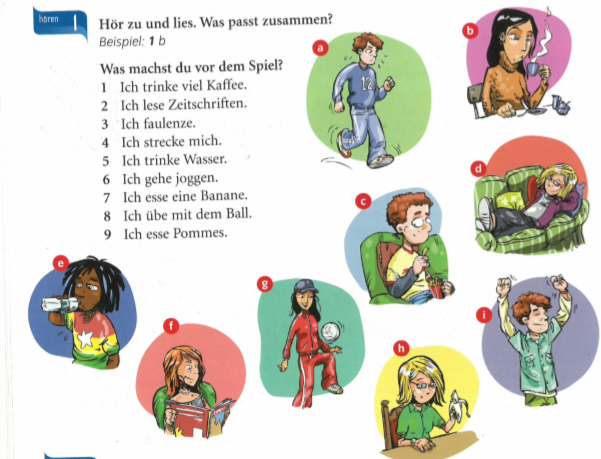 hören 1
Hör zu und lies. Was passt zusammen?
Beispiel: 1 b
Was machst du vor dem Spiel?
1 Ich trinke viel Kaffee.
2 Ich lese Zeitschriften.
3 Ich faulenze.
4 Ich strecke mich.
5 Ich trinke Wasser.
6 Ich gehe joggen.
7 Ich esse eine Banane.
8 Ich übe mit dem Ball.
9 Ich esse Pommes.
a
12
b
c
d
e
f
g
h
i